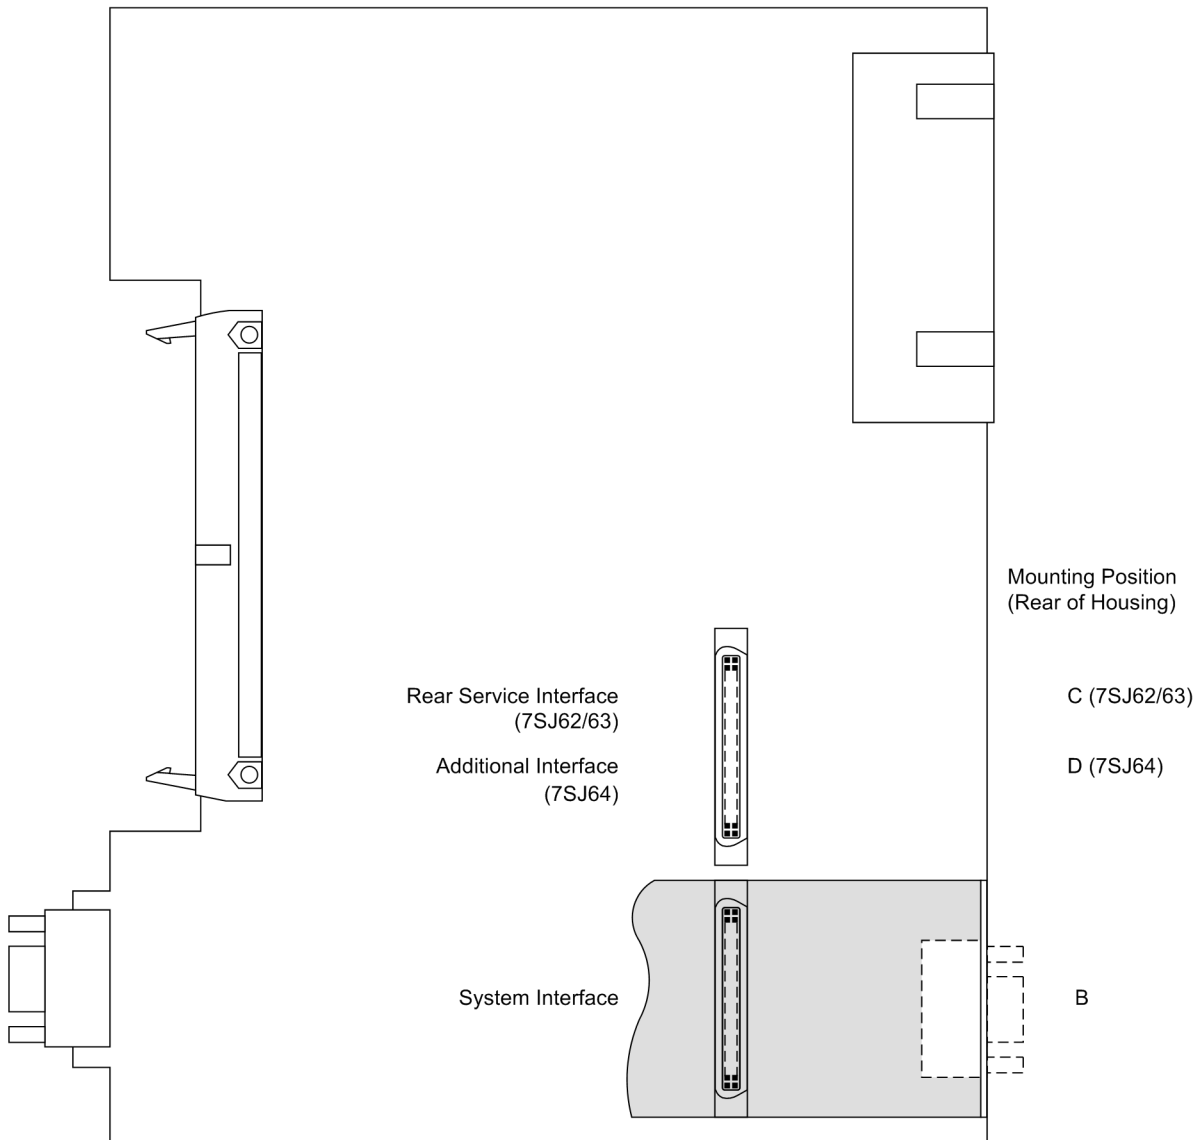 Mounting Position
(Rear of Housing)
Rear Service Interface
(7SJ62/63)
C (7SJ62/63)
Additional Interface
(7SJ64)
D (7SJ64)
System Interface
B